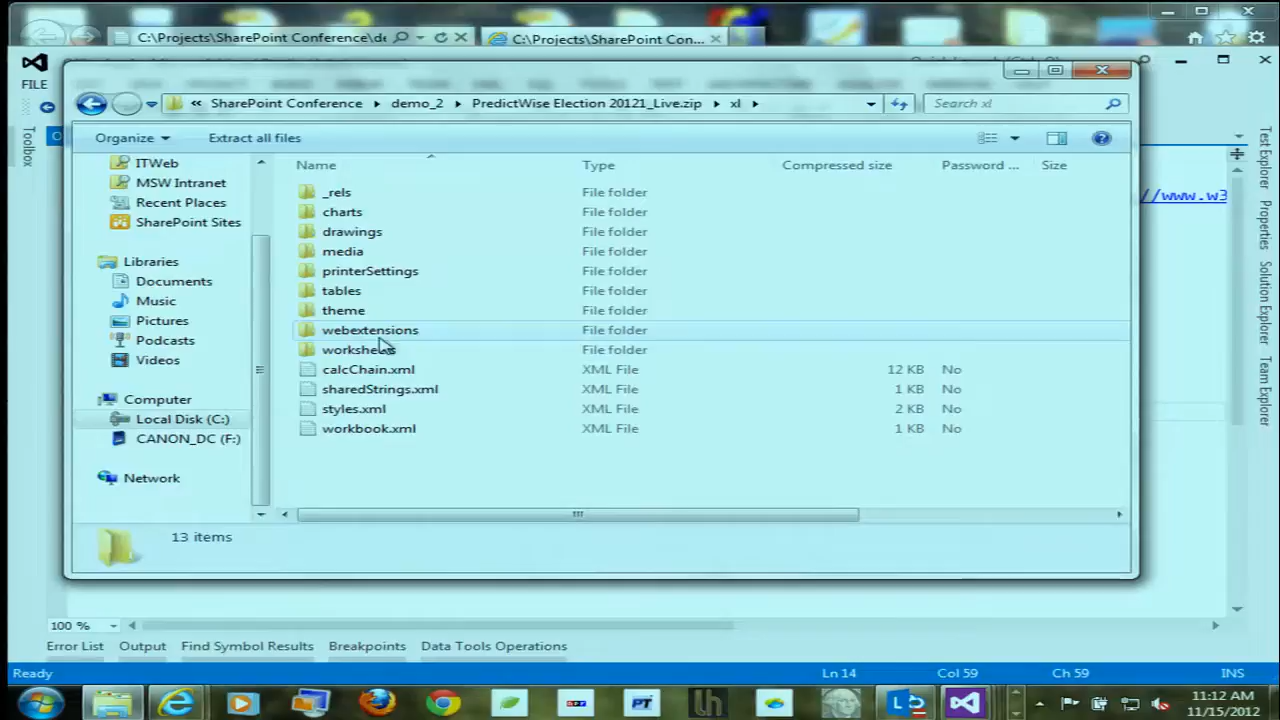 C:\Projects\SharePoint Conference\de
C:\Projects\SharePoint Con...
FILE
« SharePoint Conference ▸ demo_2 ▸ PredictWise Election 20121_Live.zip ▸ xl ▸
Search xl
Organize
Extract all files
Toolbox
Name
Type
Compressed size
Password ...
Size
ITWeb
MSW Intranet
Recent Places
SharePoint Sites
Libraries
Documents
Music
Pictures
Podcasts
Videos
Computer
Local Disk (C:)
CANON_DC (F:)
Network
_rels File folder
charts File folder
drawings File folder
media File folder
printerSettings File folder
tables File folder
theme File folder
webextensions File folder
worksheets File folder
calcChain.xml XML File 12 KB No
sharedStrings.xml XML File 1 KB No
styles.xml XML File 2 KB No
workbook.xml XML File 1 KB No
//www.w3
Test Explorer
Properties
Solution Explorer
Team Explorer
13 items
100 %
Error List
Output
Find Symbol Results
Breakpoints
Data Tools Operations
Ready
Ln 14
Col 59
Ch 59
INS
PT
lh
11:12 AM
11/15/2012